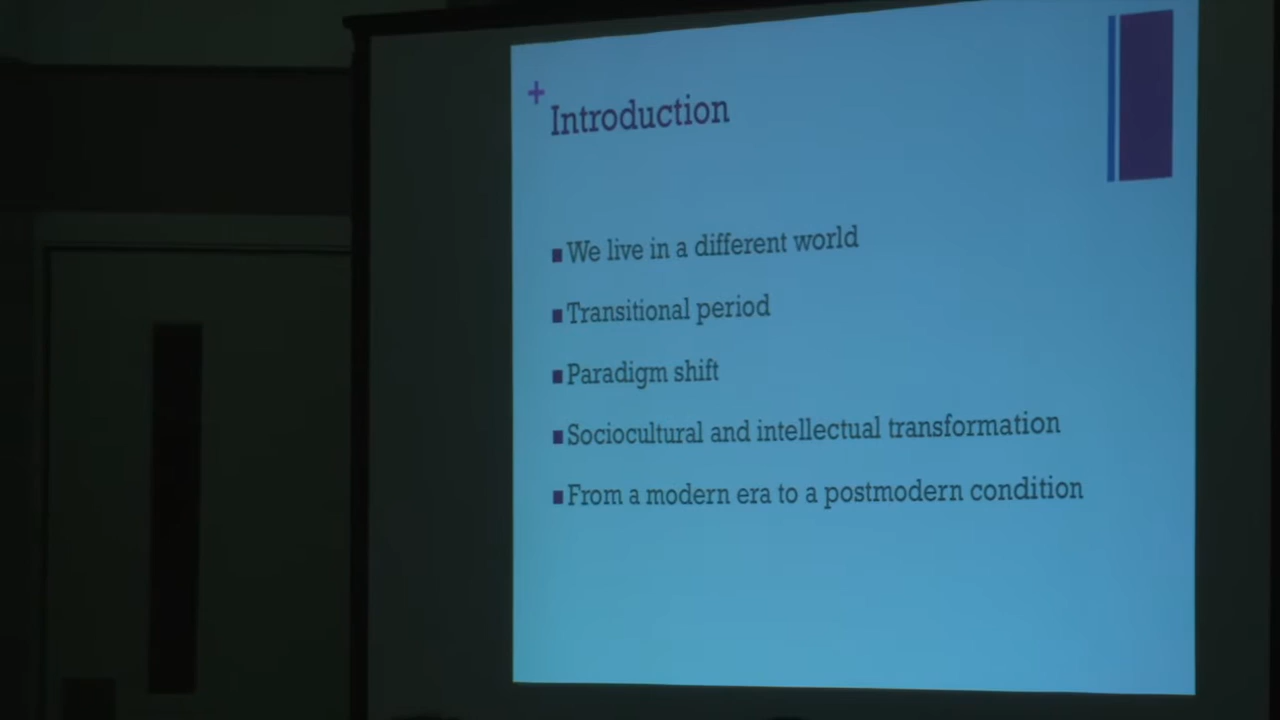 +
Introduction
■ We live in a different world
■ Transitional period
■ Paradigm shift
■ Sociocultural and intellectual transformation
■ From a modern era to a postmodern condition